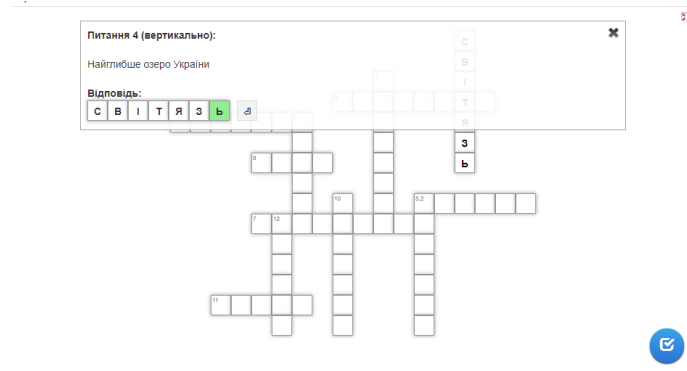 Питання 4 (вертикально):
Найглибше озеро України
Відповідь:
С В І Т Я З Ь
С
В
І
Т
Я
З
Ь
8
10
5,2
7 12
11